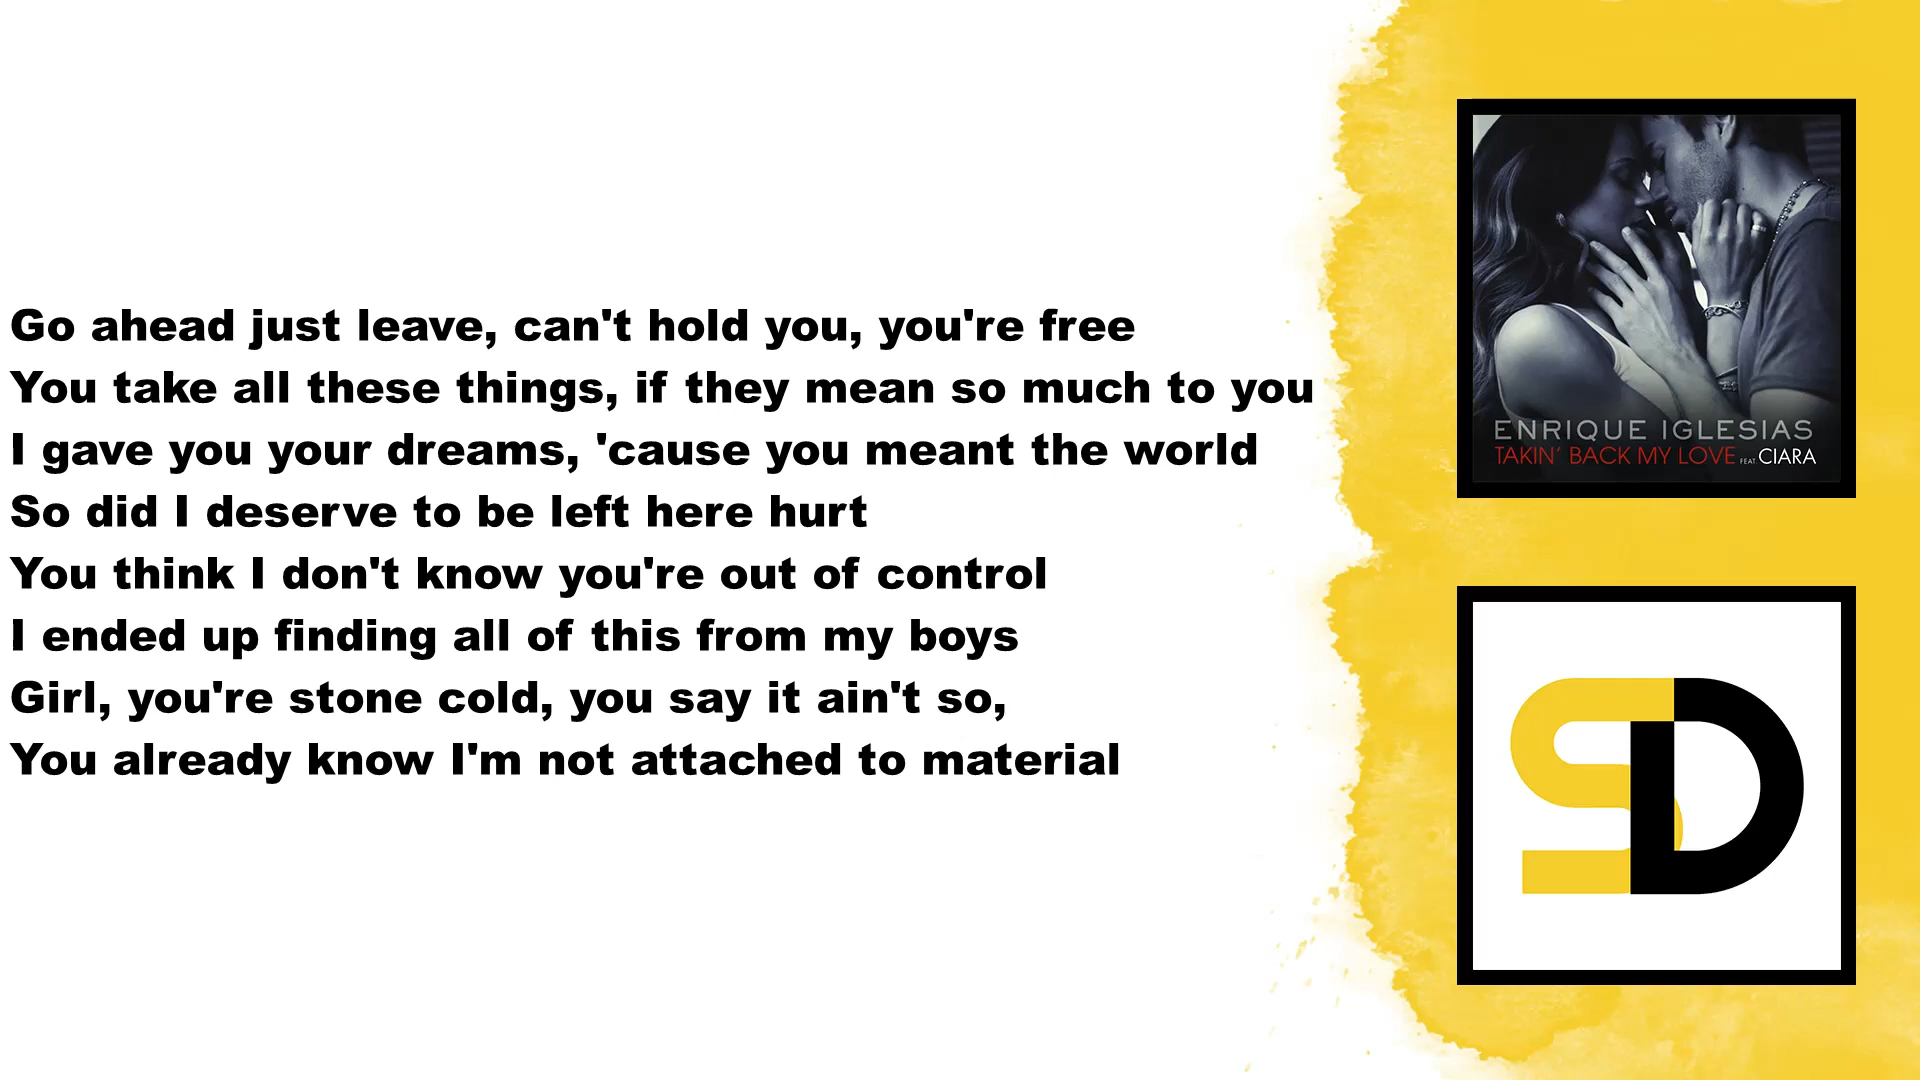 Go ahead just leave, can't hold you, you're free
You take all these things, if they mean so much to you
I gave you your dreams, 'cause you meant the world
So did I deserve to be left here hurt
You think I don't know you're out of control
I ended up finding all of this from my boys
Girl, you're stone cold, you say it ain't so,
You already know I'm not attached to material
ENRIQUE IGLESIAS
TAKIN' BACK MY LOVE FEAT. CIARA
SD